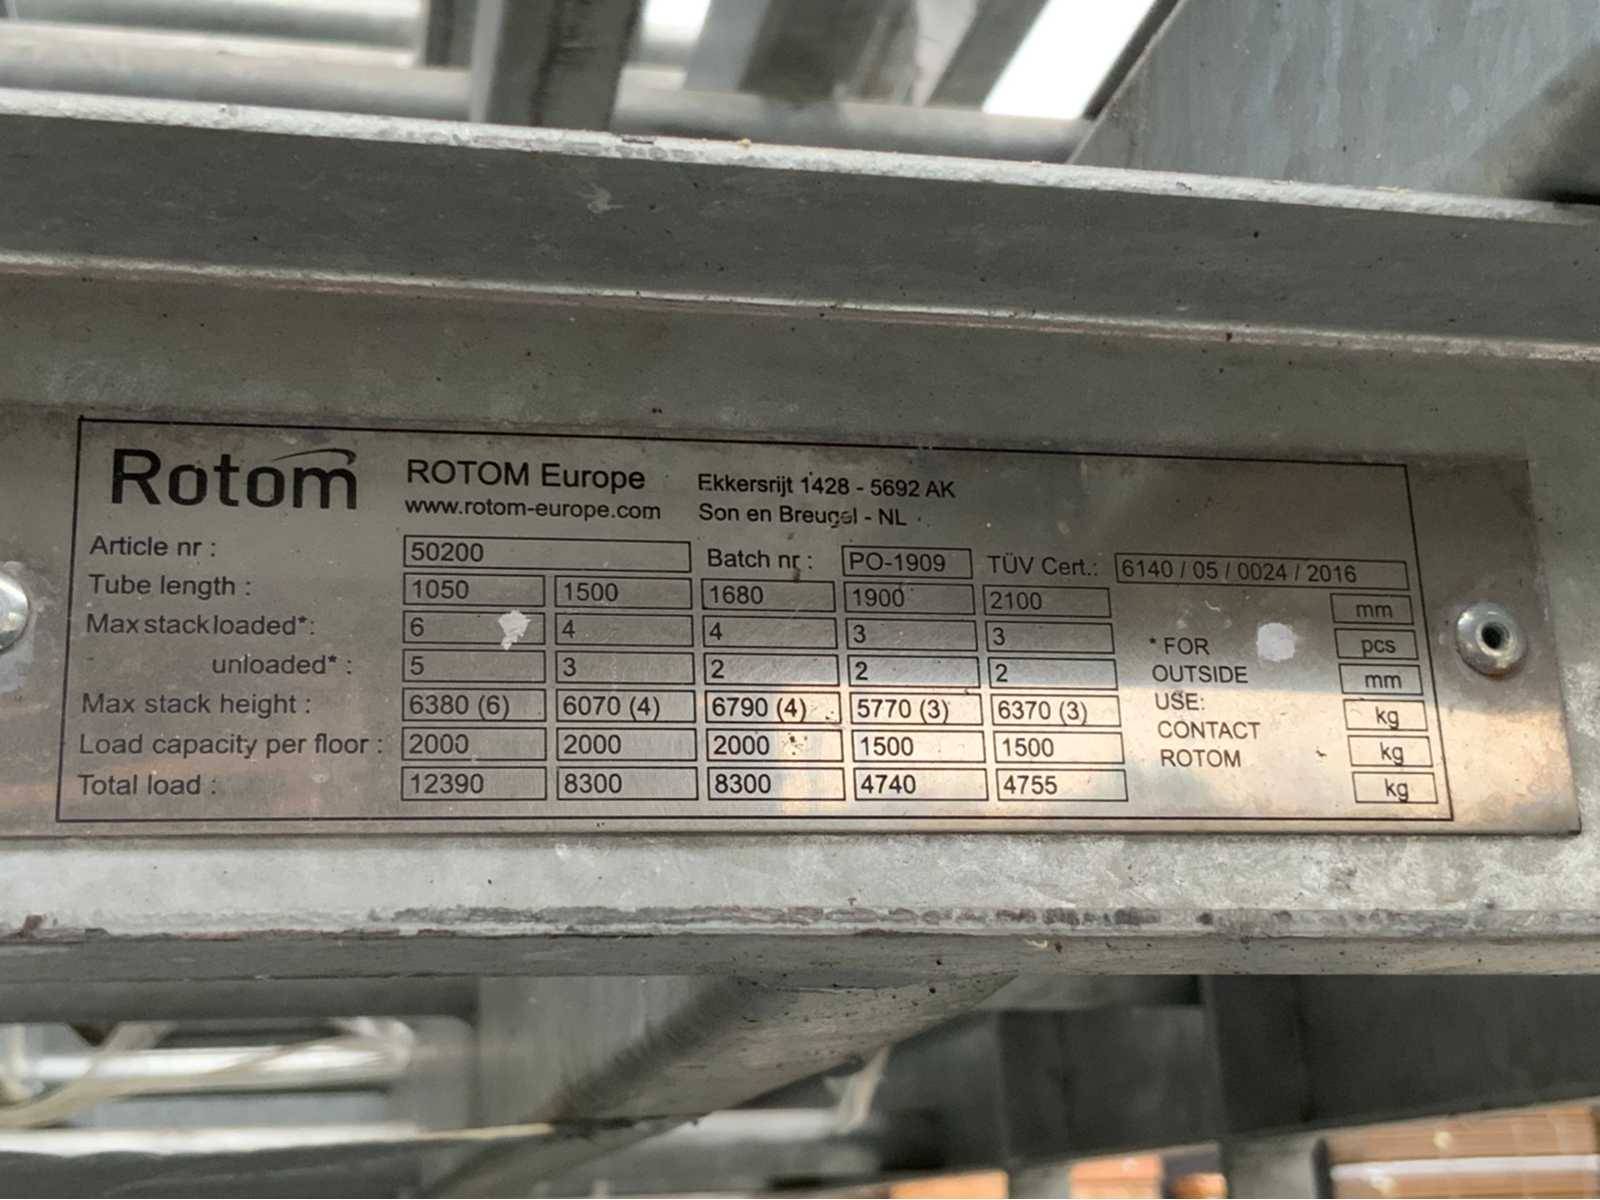 Rotom ROTOM Europe Ekkersrijt 1428 - 5692 AK
www.rotom-europe.com Son en Breugel - NL
Article nr : 50200 Batch nr : PO-1909 TÜV Cert.: 6140 / 05 / 0024 / 2016
Tube length : 1050 1500 1680 1900 2100 mm
Max stack loaded*: 6 4 4 3 3 * FOR pcs
unloaded* : 5 3 2 2 2 OUTSIDE mm
Max stack height : 6380 (6) 6070 (4) 6790 (4) 5770 (3) 6370 (3) USE: kg
Load capacity per floor : 2000 2000 2000 1500 1500 CONTACT kg
Total load : 12390 8300 8300 4740 4755 ROTOM kg